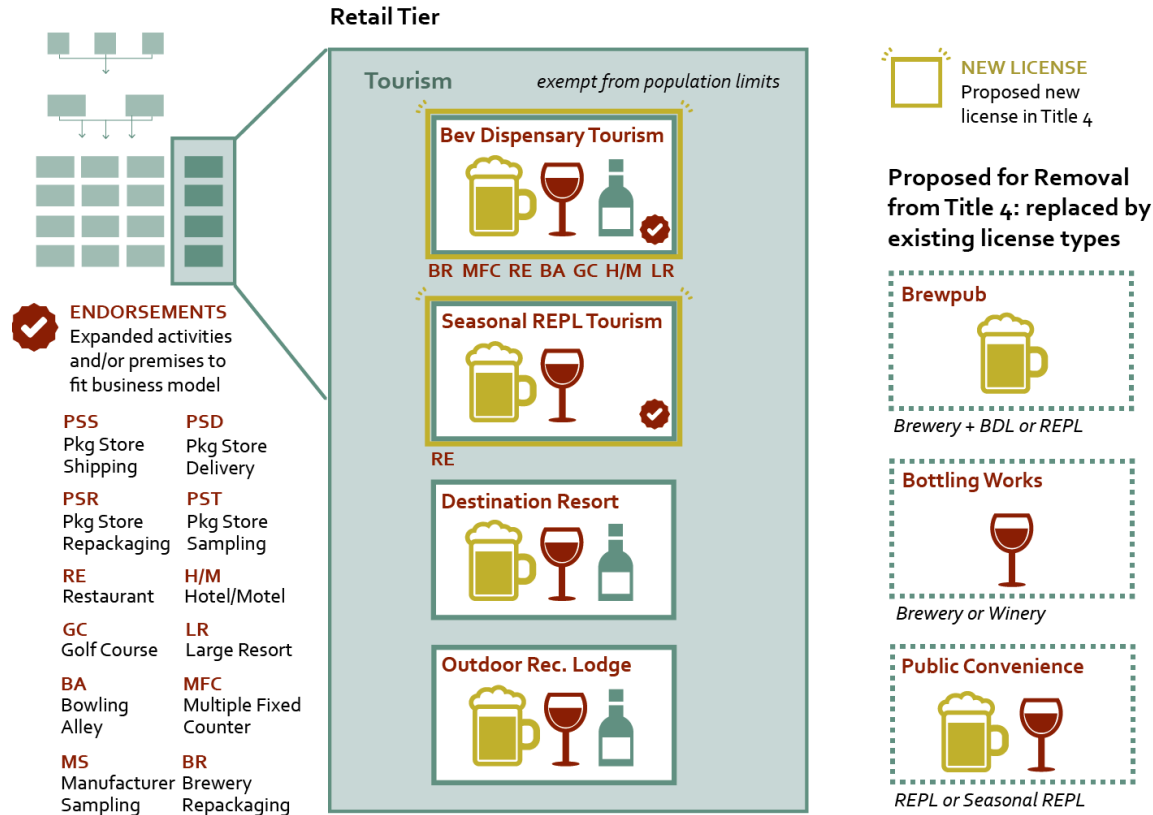 Retail Tier
Tourism
exempt from population limits
Bev Dispensary Tourism
BR MFC RE BA GC H/M LR
Seasonal REPL Tourism
RE
Destination Resort
Outdoor Rec. Lodge
ENDORSEMENTS
Expanded activities
and/or premises to
fit business model
PSS
Pkg Store
Shipping
PSD
Pkg Store
Delivery
PSR
Pkg Store
Repackaging
PST
Pkg Store
Sampling
RE
Restaurant
H/M
Hotel/Motel
GC
Golf Course
LR
Large Resort
BA
Bowling
Alley
MFC
Multiple Fixed
Counter
MS
Manufacturer
Sampling
BR
Brewery
Repackaging
NEW LICENSE
Proposed new
license in Title 4
Proposed for Removal
from Title 4: replaced by
existing license types
Brewpub
Brewery + BDL or REPL
Bottling Works
Brewery or Winery
Public Convenience
REPL or Seasonal REPL